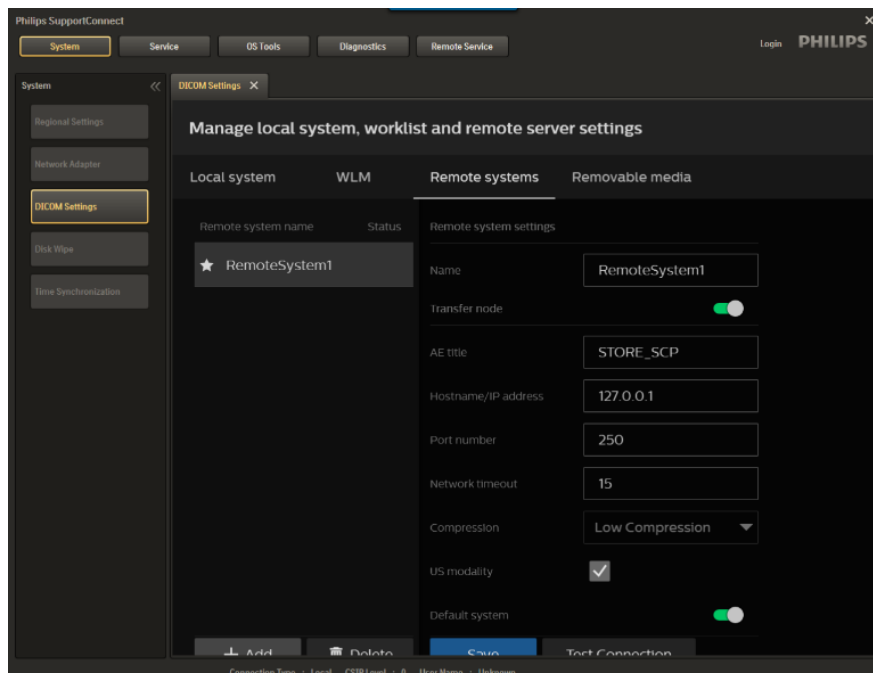 Philips SupportConnect
System Service OS Tools Diagnostics Remote Service Login PHILIPS
System
Regional Settings
Network Adapter
DICOM Settings
Disk Wipe
Time Synchronization
DICOM Settings
Manage local system, worklist and remote server settings
Local system WLM Remote systems Removable media
Remote system name Status
RemoteSystem1
Remote system settings
Name RemoteSystem1
Transfer node
AE title STORE_SCP
Hostname/IP address 127.0.0.1
Port number 250
Network timeout 15
Compression Low Compression
US modality
Default system
Add Delete Save Test Connection
Connection Type : Local CSIP Level : 0 User Name : Unknown